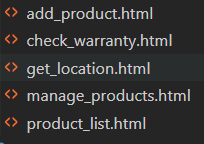 add_product.html
check_warranty.html
get_location.html
manage_products.html
product_list.html